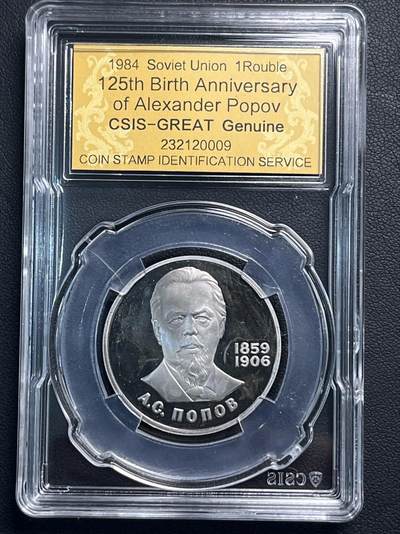 1984 Soviet Union 1Rouble
125th Birth Anniversary
of Alexander Popov
CSIS-GREAT Genuine
232120009
COIN STAMP IDENTIFICATION SERVICE
1859
1906
А.С. ПОПОВ
CSIS